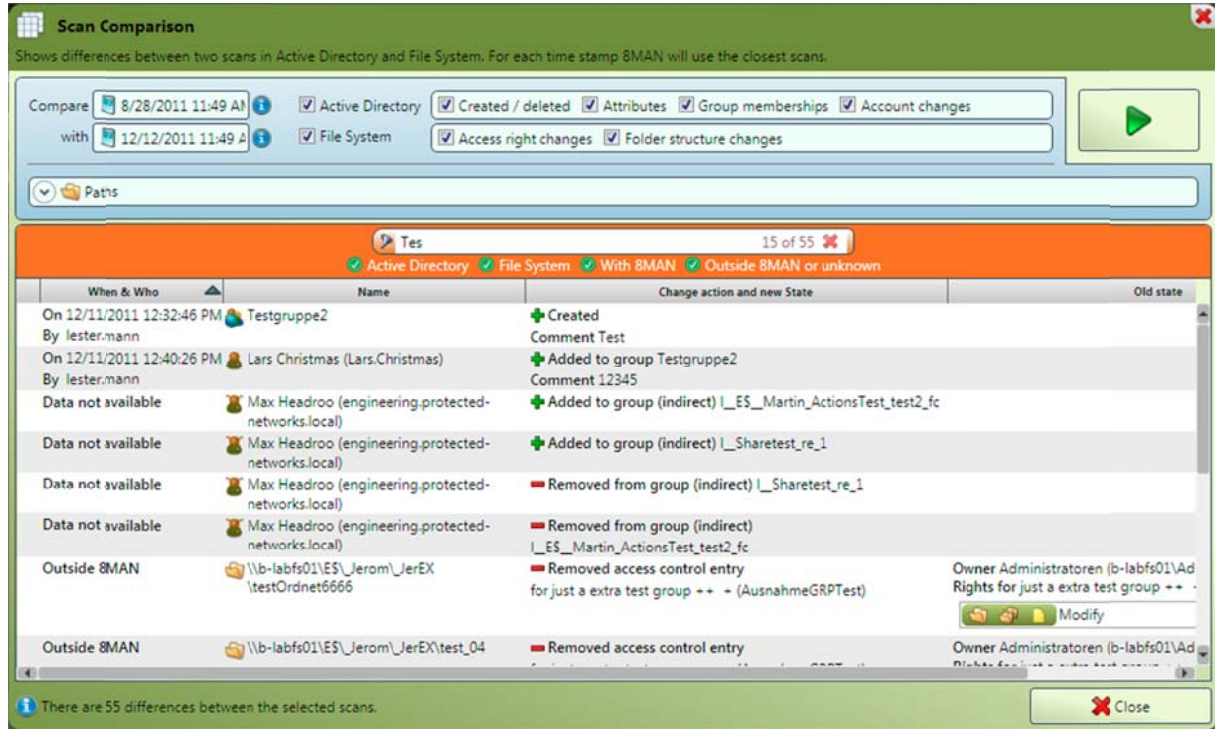 Scan Comparison
Shows differences between two scans in Active Directory and File System. For each time stamp 8MAN will use the closest scans.
Compare 8/28/2011 11:49 AM Active Directory Created / deleted Attributes Group memberships Account changes
with 12/12/2011 11:49 A File System Access right changes Folder structure changes
Paths
Tes 15 of 55
Active Directory File System With 8MAN Outside 8MAN or unknown
When & Who Name Change action and new State Old state
On 12/11/2011 12:32:46 PM Testgruppe2 Created
By lester.mann Comment Test
On 12/11/2011 12:40:26 PM Lars Christmas (Lars.Christmas) Added to group Testgruppe2
By lester.mann Comment 12345
Data not available Max Headroo (engineering.protected- Added to group (indirect) l__E$__Martin_ActionsTest_test2_fc
networks.local)
Data not available Max Headroo (engineering.protected- Added to group (indirect) l__Sharetest_re_1
networks.local)
Data not available Max Headroo (engineering.protected- Removed from group (indirect) l__Sharetest_re_1
networks.local)
Data not available Max Headroo (engineering.protected- Removed from group (indirect)
networks.local) l__E$__Martin_ActionsTest_test2_fc
Outside 8MAN \\b-labfs01\E$\_Jerom\_JerEX Removed access control entry Owner Administratoren (b-labfs01\Ad
\testOrdnet6666 for just a extra test group ++ + (AusnahmeGRPTest) Rights for just a extra test group ++
Modify
Outside 8MAN \\b-labfs01\E$\_Jerom\_JerEX\test_04 Removed access control entry Owner Administratoren (b-labfs01\Ad
There are 55 differences between the selected scans.
Close